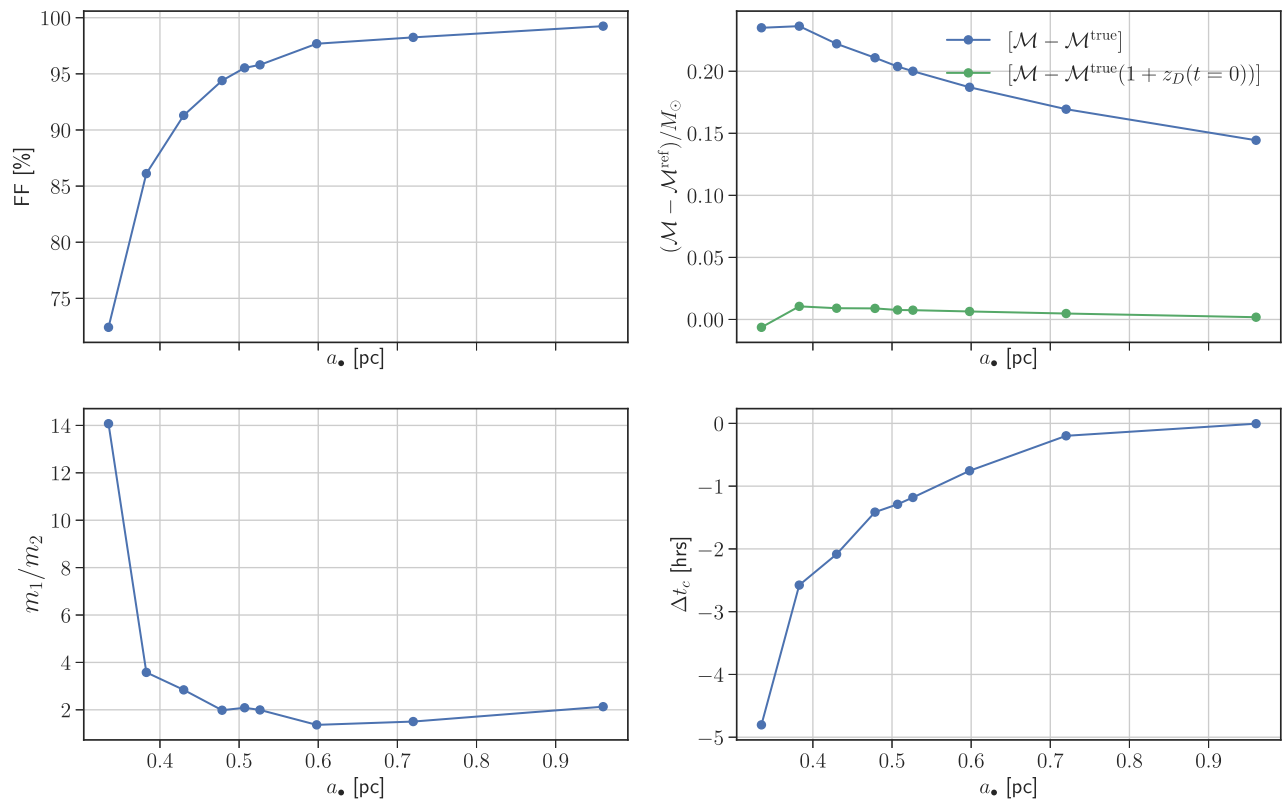 100
95
90
85
80
75
FF [%]
a• [pc]
[ℳ − ℳ^true]
[ℳ − ℳ^true(1 + z_D(t = 0))]
0.20
0.15
0.10
0.05
0.00
(ℳ − ℳ^ref)/M_⊙
a• [pc]
14
12
10
8
6
4
2
m₁/m₂
0.4 0.5 0.6 0.7 0.8 0.9
a• [pc]
0
−1
−2
−3
−4
−5
Δt_c [hrs]
0.4 0.5 0.6 0.7 0.8 0.9
a• [pc]